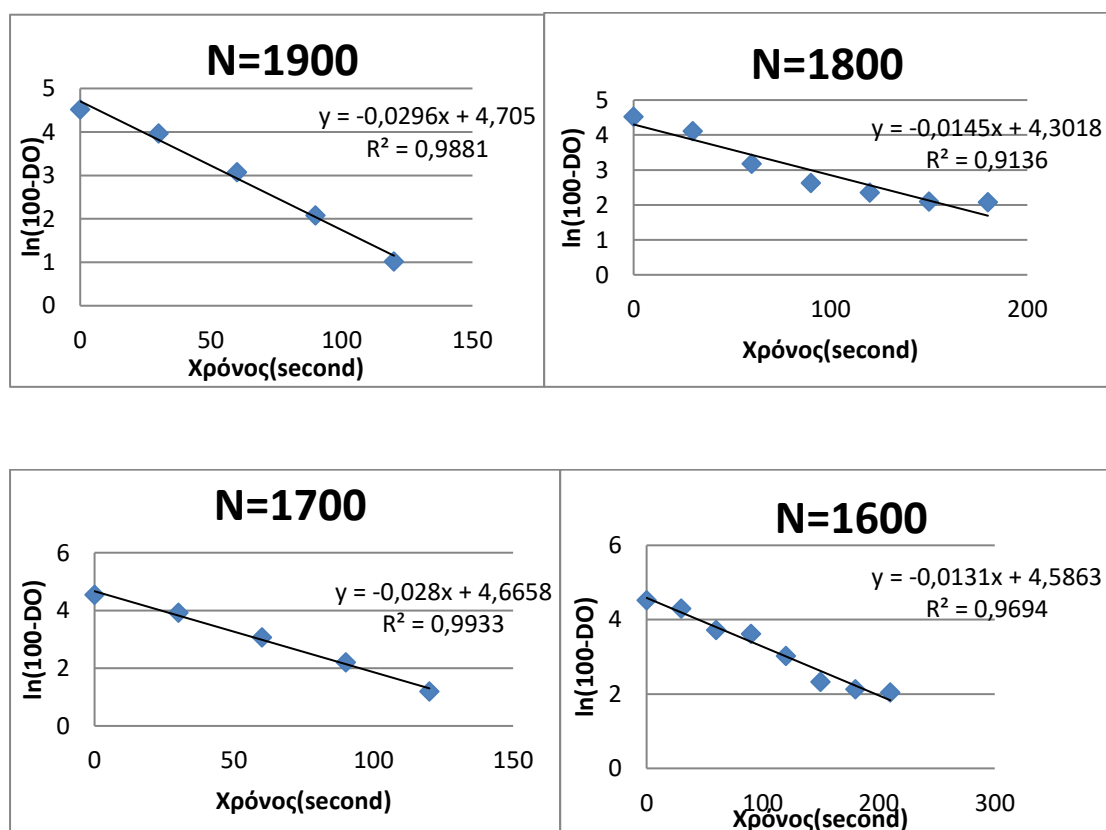 N=1900
y = -0,0296x + 4,705
R² = 0,9881
ln(100-DO)
5
4
3
2
1
0
0 50 100 150
Χρόνος(second)
N=1800
y = -0,0145x + 4,3018
R² = 0,9136
ln(100-DO)
5
4
3
2
1
0
0 100 200
Χρόνος(second)
N=1700
y = -0,028x + 4,6658
R² = 0,9933
ln(100-DO)
6
4
2
0
0 50 100 150
Χρόνος(second)
N=1600
y = -0,0131x + 4,5863
R² = 0,9694
ln(100-DO)
6
4
2
0
0 100 200 300
Χρόνος(second)